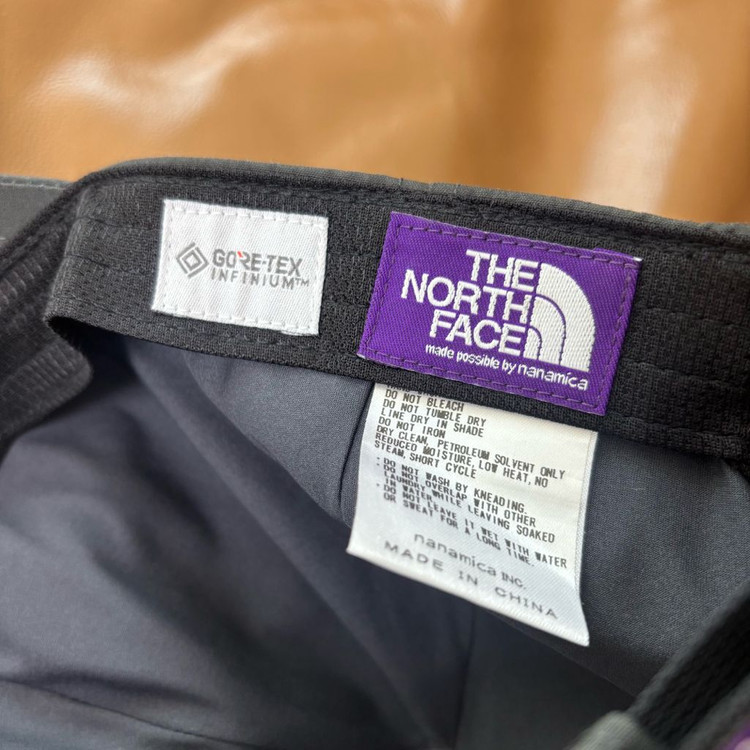 GORE-TEX
INFINIUM™
THE
NORTH
FACE
made possible by nanamica
DO NOT BLEACH
DO NOT TUMBLE DRY
LINE DRY IN SHADE
DO NOT IRON
DRY CLEAN, PETROLEUM SOLVENT ONLY
REDUCED MOISTURE, LOW HEAT, NO
STEAM, SHORT CYCLE
・DO NOT WASH BY KNEADING.
・DO NOT OVERLAP WITH OTHER
LAUNDRY WHILE LEAVING SOAKED
IN WATER
・DO NOT LEAVE IT WET WITH WATER
OR SWEAT FOR A LONG TIME.
nanamica INC.
MADE IN CHINA